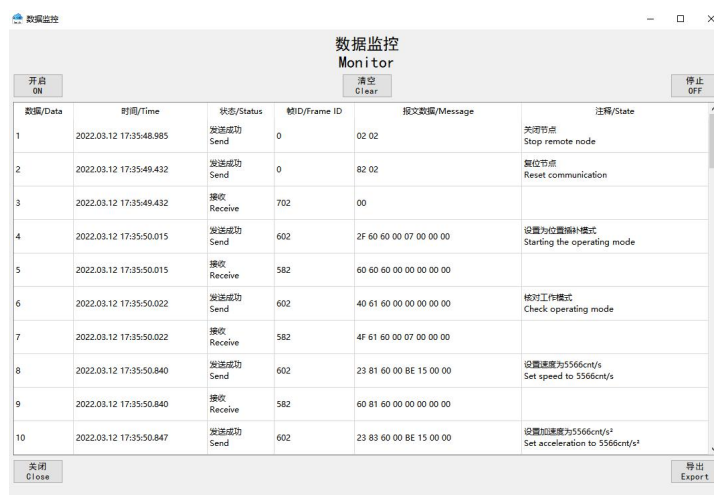 数据监控
数据监控
Monitor
开启
ON
清空
Clear
停止
OFF
数据/Data 时间/Time 状态/Status 帧ID/Frame ID 报文数据/Message 注释/State
1 2022.03.12 17:35:48.985 发送成功 Send 0 02 02 关闭节点 Stop remote node
2 2022.03.12 17:35:49.432 发送成功 Send 0 82 02 复位节点 Reset communication
3 2022.03.12 17:35:49.432 接收 Receive 702 00
4 2022.03.12 17:35:50.015 发送成功 Send 602 2F 60 60 00 07 00 00 00 设置为位置插补模式 Starting the operating mode
5 2022.03.12 17:35:50.015 接收 Receive 582 60 60 60 00 00 00 00 00
6 2022.03.12 17:35:50.022 发送成功 Send 602 40 61 60 00 00 00 00 00 核对工作模式 Check operating mode
7 2022.03.12 17:35:50.022 接收 Receive 582 4F 61 60 00 07 00 00 00
8 2022.03.12 17:35:50.840 发送成功 Send 602 23 81 60 00 BE 15 00 00 设置速度为5566cnt/s Set speed to 5566cnt/s
9 2022.03.12 17:35:50.840 接收 Receive 582 60 81 60 00 00 00 00 00
10 2022.03.12 17:35:50.847 发送成功 Send 602 23 83 60 00 BE 15 00 00 设置加速度为5566cnt/s² Set acceleration to 5566cnt/s²
关闭
Close
导出
Export